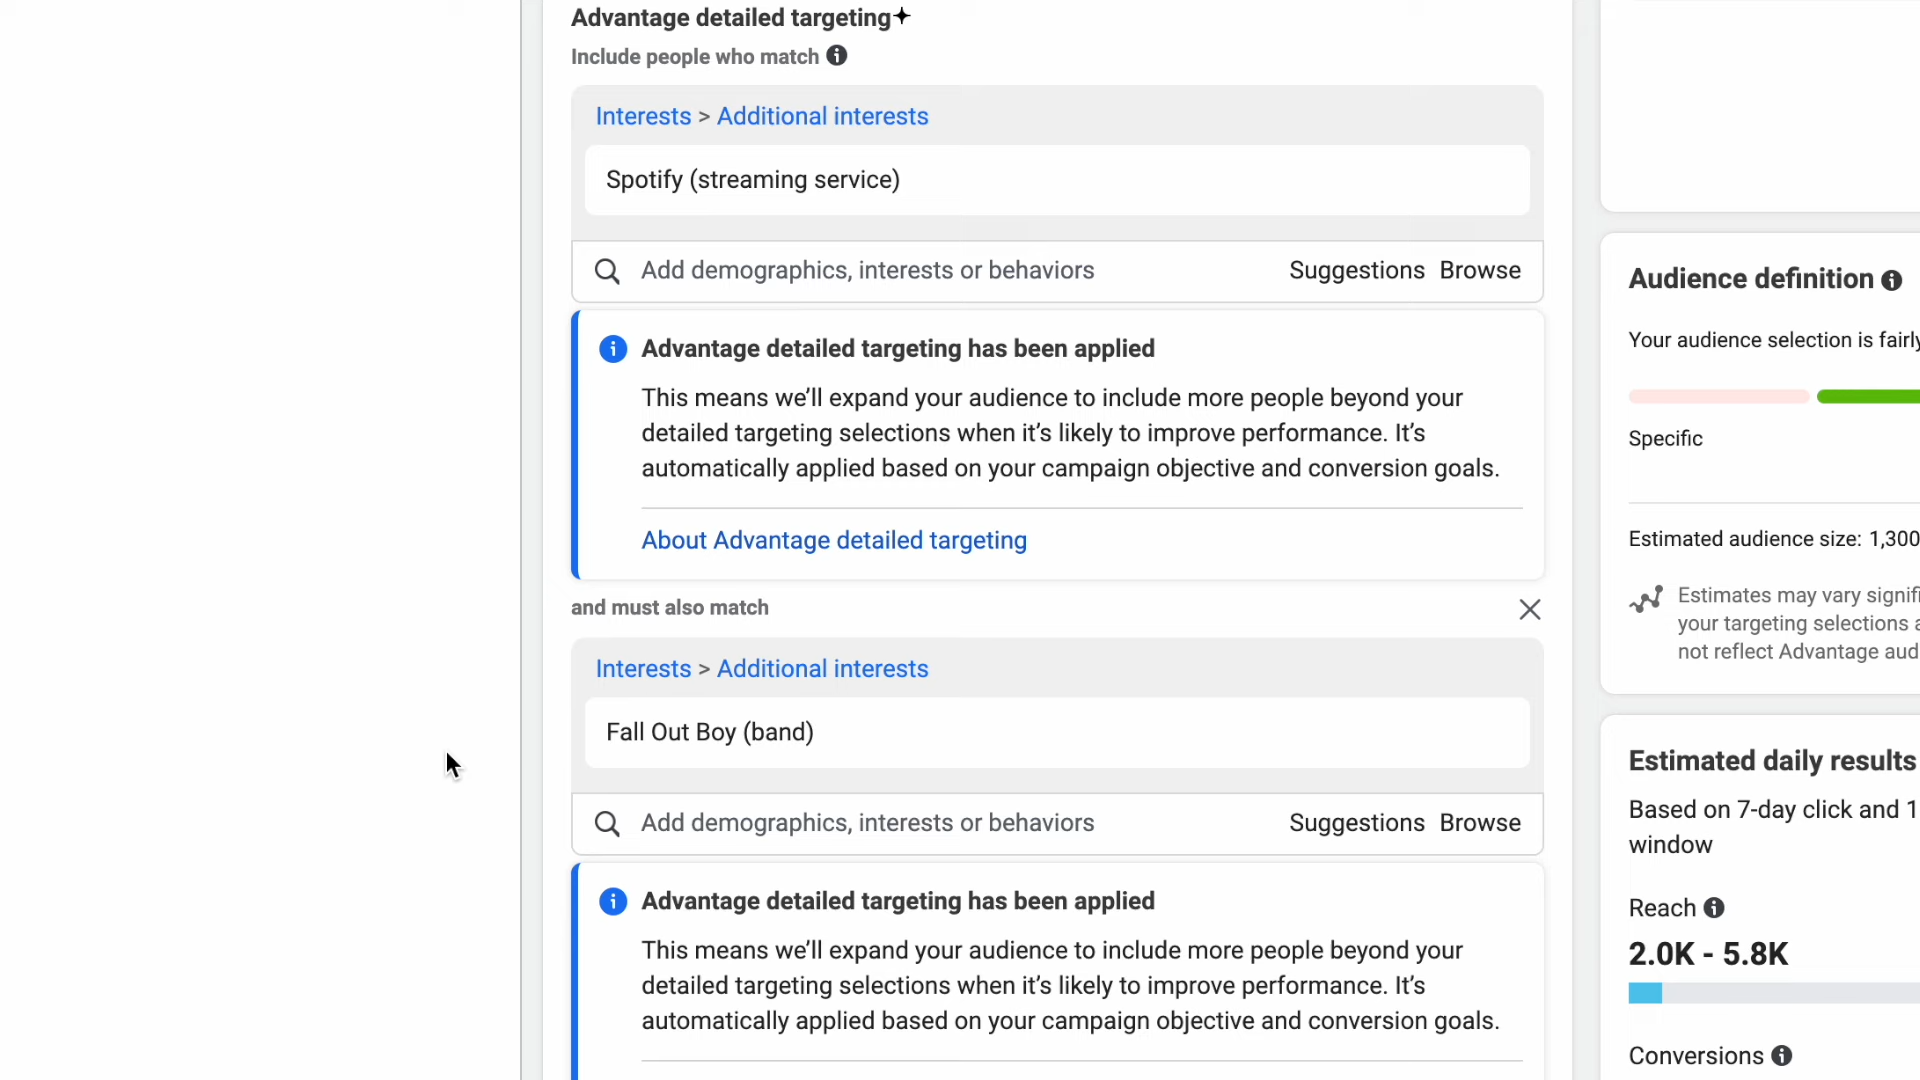 Advantage detailed targeting
Include people who match
Interests > Additional interests
Spotify (streaming service)
Add demographics, interests or behaviors
Suggestions Browse
Advantage detailed targeting has been applied
This means we’ll expand your audience to include more people beyond your
detailed targeting selections when it’s likely to improve performance. It’s
automatically applied based on your campaign objective and conversion goals.
About Advantage detailed targeting
and must also match
Interests > Additional interests
Fall Out Boy (band)
Add demographics, interests or behaviors
Suggestions Browse
Advantage detailed targeting has been applied
This means we’ll expand your audience to include more people beyond your
detailed targeting selections when it’s likely to improve performance. It’s
automatically applied based on your campaign objective and conversion goals.
Audience definition
Your audience selection is fairly
Specific
Estimated audience size: 1,300
Estimates may vary
your targeting selections
not reflect Advantage
Estimated daily results
Based on 7-day click and 1
window
Reach
2.0K - 5.8K
Conversions